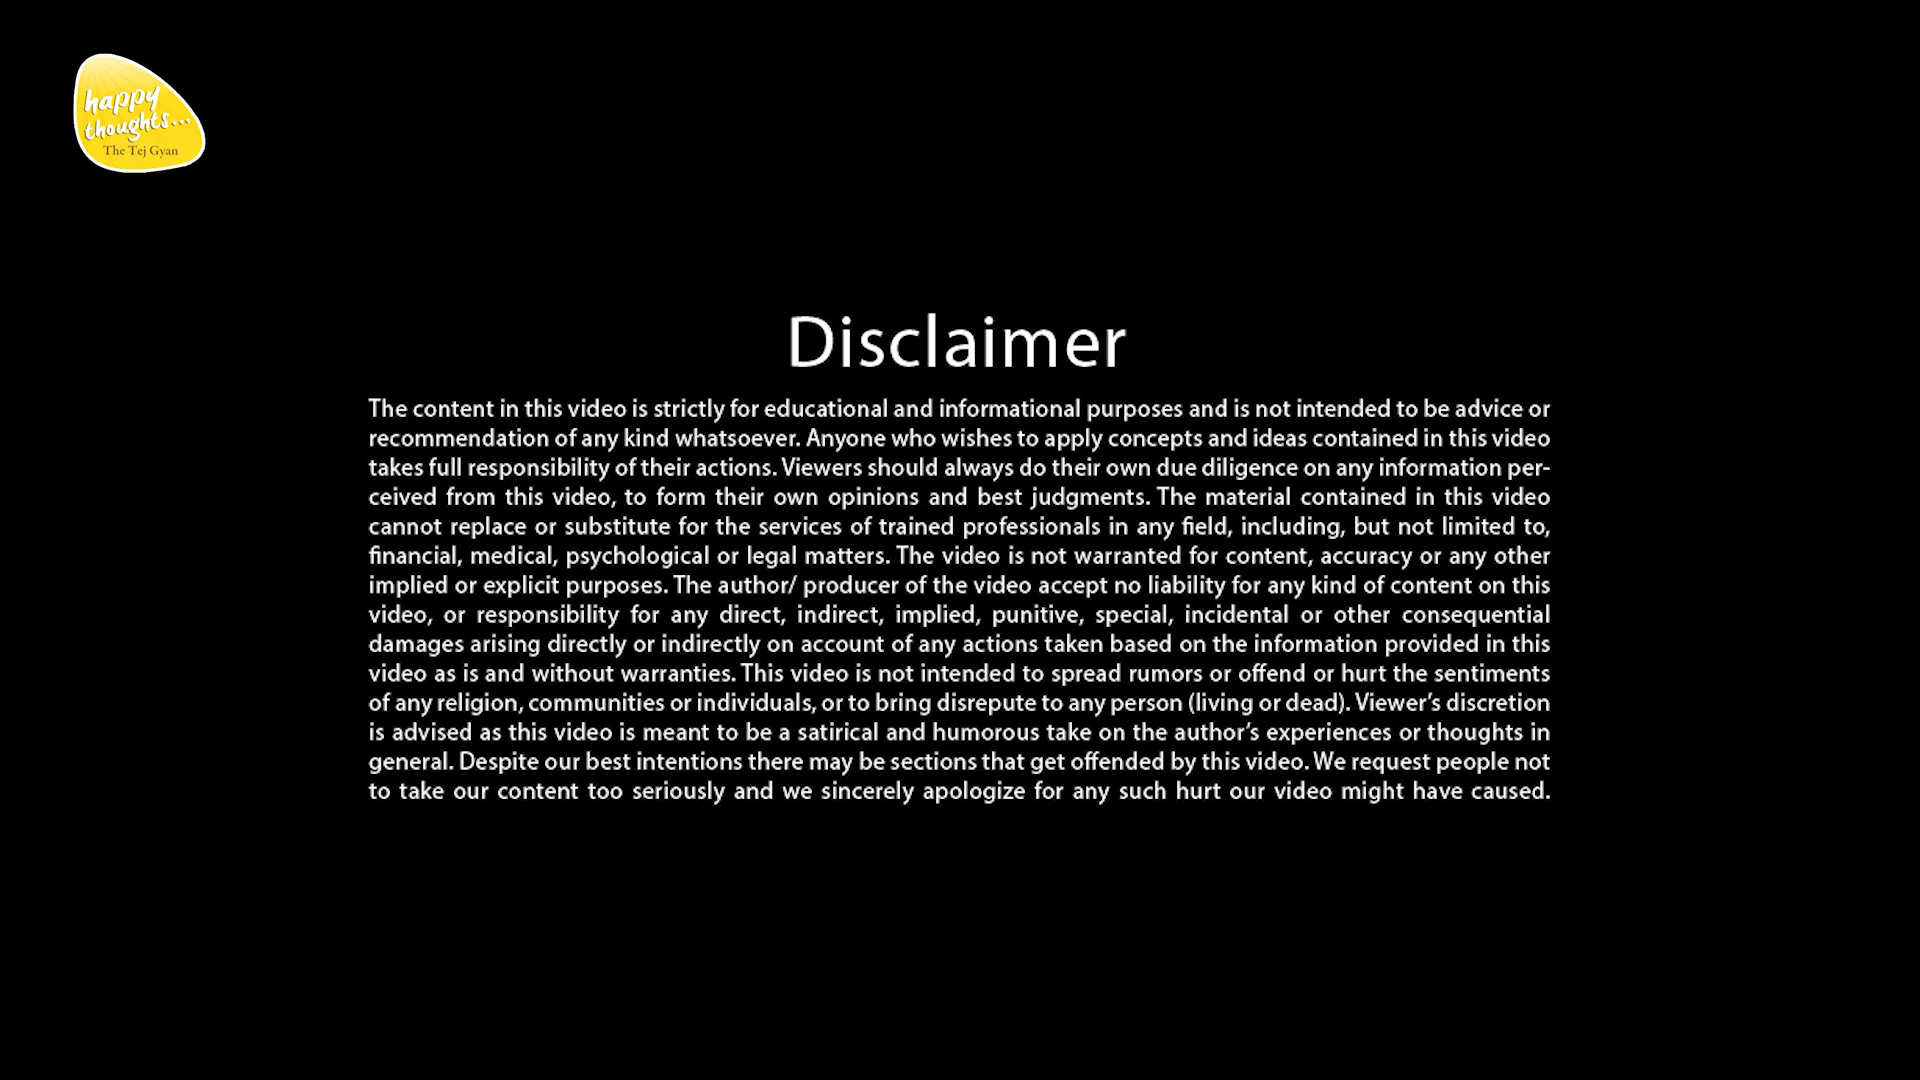 happy
thoughts...
The Tej Gyan
Disclaimer
The content in this video is strictly for educational and informational purposes and is not intended to be advice or
recommendation of any kind whatsoever. Anyone who wishes to apply concepts and ideas contained in this video
takes full responsibility of their actions. Viewers should always do their own due diligence on any information per-
ceived from this video, to form their own opinions and best judgments. The material contained in this video
cannot replace or substitute for the services of trained professionals in any field, including, but not limited to,
financial, medical, psychological or legal matters. The video is not warranted for content, accuracy or any other
implied or explicit purposes. The author/ producer of the video accept no liability for any kind of content on this
video, or responsibility for any direct, indirect, implied, punitive, special, incidental or other consequential
damages arising directly or indirectly on account of any actions taken based on the information provided in this
video as is and without warranties. This video is not intended to spread rumors or offend or hurt the sentiments
of any religion, communities or individuals, or to bring disrepute to any person (living or dead). Viewer’s discretion
is advised as this video is meant to be a satirical and humorous take on the author’s experiences or thoughts in
general. Despite our best intentions there may be sections that get offended by this video. We request people not
to take our content too seriously and we sincerely apologize for any such hurt our video might have caused.